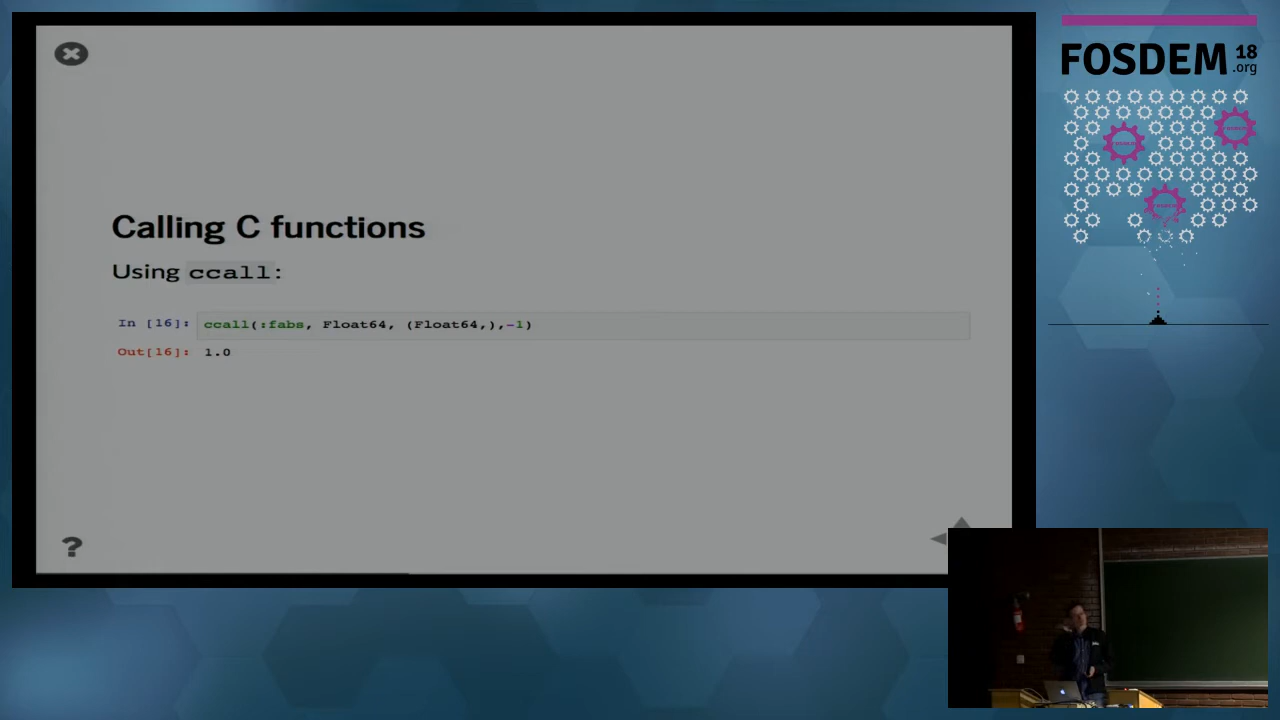 Calling C functions
Using ccall:
In [16]: ccall(:fabs, Float64, (Float64,),-1)
Out[16]: 1.0
?
FOSDEM 18
.org